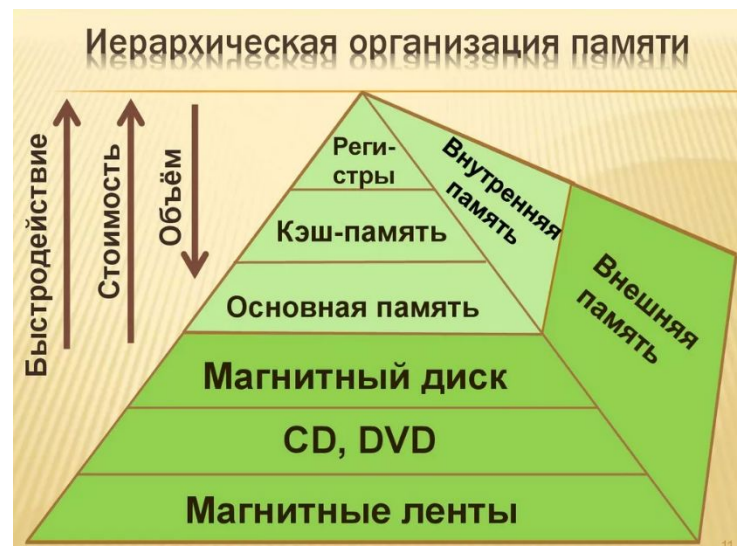 Иерархическая организация памяти
Быстродействие
Стоимость
Объём
Реги-
стры
Кэш-память
Основная память
Магнитный диск
CD, DVD
Магнитные ленты
Внутренняя
память
Внешняя
память
11